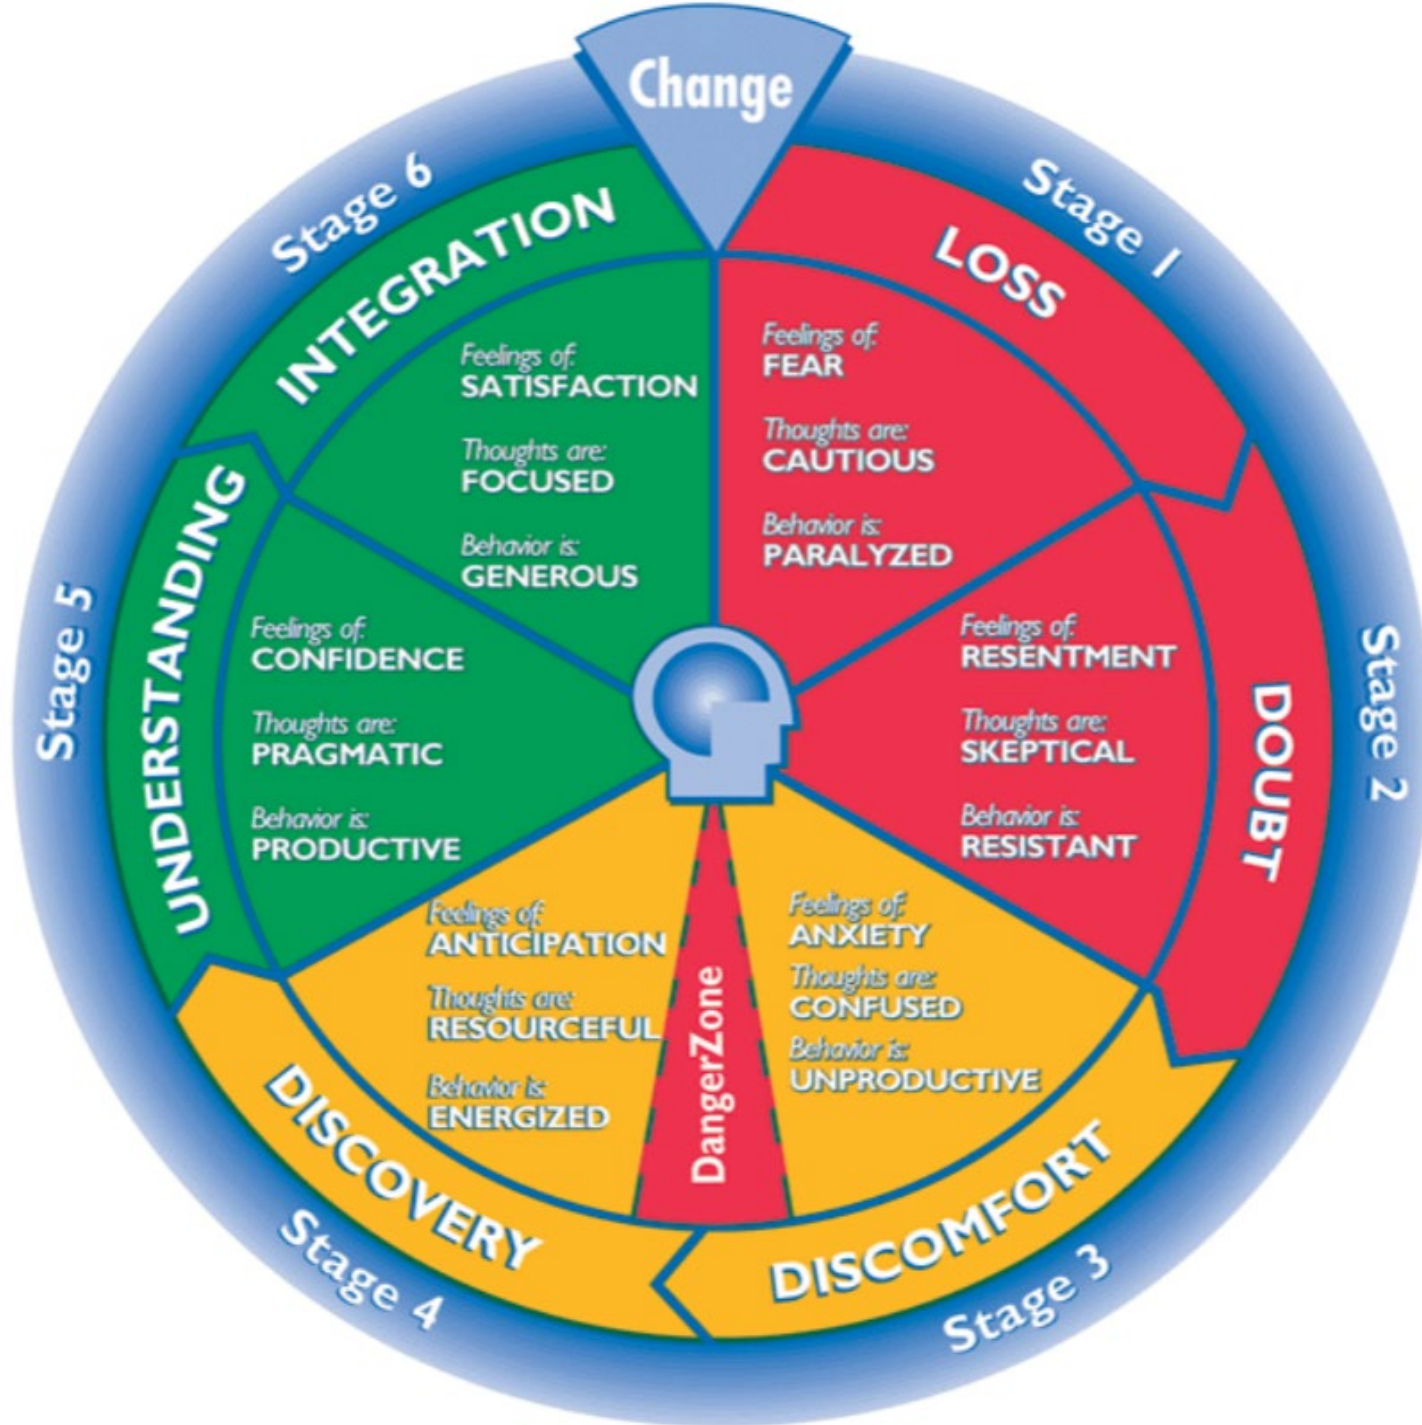 Change
Stage 1
LOSS
Feelings of:
FEAR
Thoughts are:
CAUTIOUS
Behavior is:
PARALYZED
Stage 2
DOUBT
Feelings of:
RESENTMENT
Thoughts are:
SKEPTICAL
Behavior is:
RESISTANT
Stage 3
DISCOMFORT
Feelings of:
ANXIETY
Thoughts are:
CONFUSED
Behavior is:
UNPRODUCTIVE
DangerZone
Stage 4
DISCOVERY
Feelings of:
ANTICIPATION
Thoughts are:
RESOURCEFUL
Behavior is:
ENERGIZED
Stage 5
UNDERSTANDING
Feelings of:
CONFIDENCE
Thoughts are:
PRAGMATIC
Behavior is:
PRODUCTIVE
Stage 6
INTEGRATION
Feelings of:
SATISFACTION
Thoughts are:
FOCUSED
Behavior is:
GENEROUS